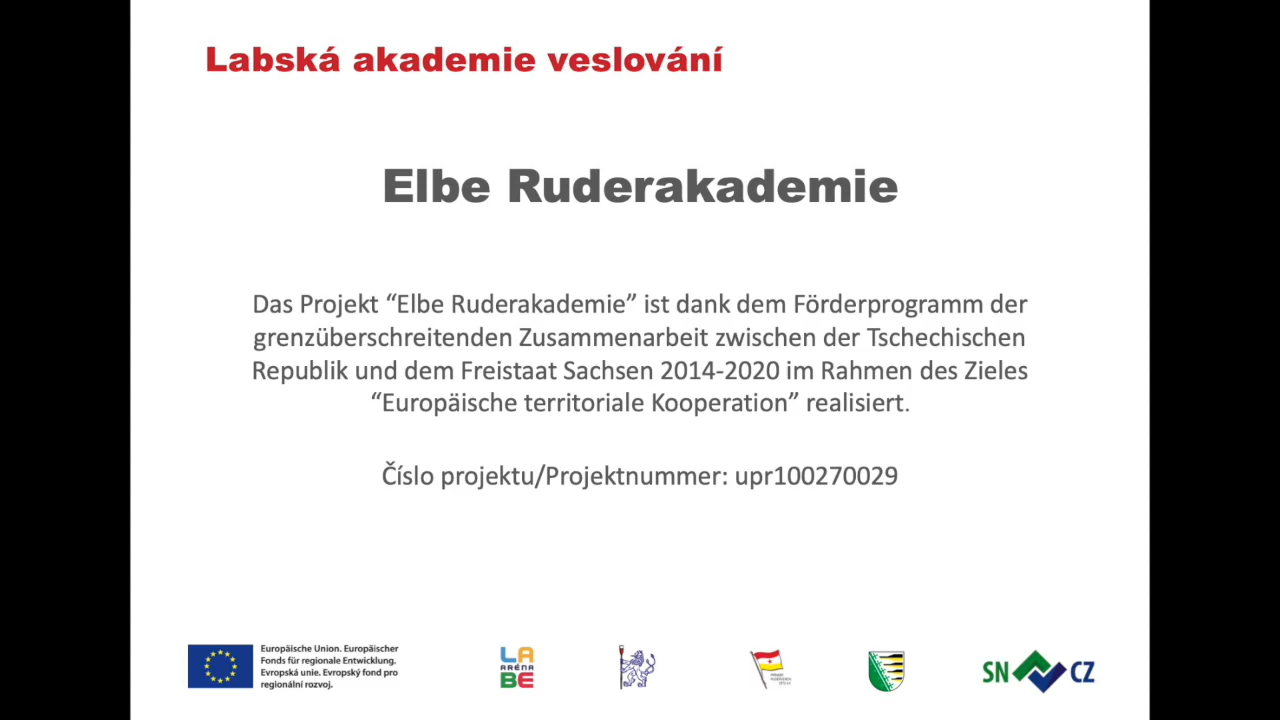 Labská akademie veslování
Elbe Ruderakademie
Das Projekt “Elbe Ruderakademie” ist dank dem Förderprogramm der
grenzüberschreitenden Zusammenarbeit zwischen der Tschechischen
Republik und dem Freistaat Sachsen 2014-2020 im Rahmen des Zieles
“Europäische territoriale Kooperation” realisiert.
Číslo projektu/Projektnummer: upr100270029
Europäische Union. Europäischer
Fonds für regionale Entwicklung.
Evropská unie. Evropský fond pro
regionální rozvoj.
LA
ARÉNA
BE
SN CZ